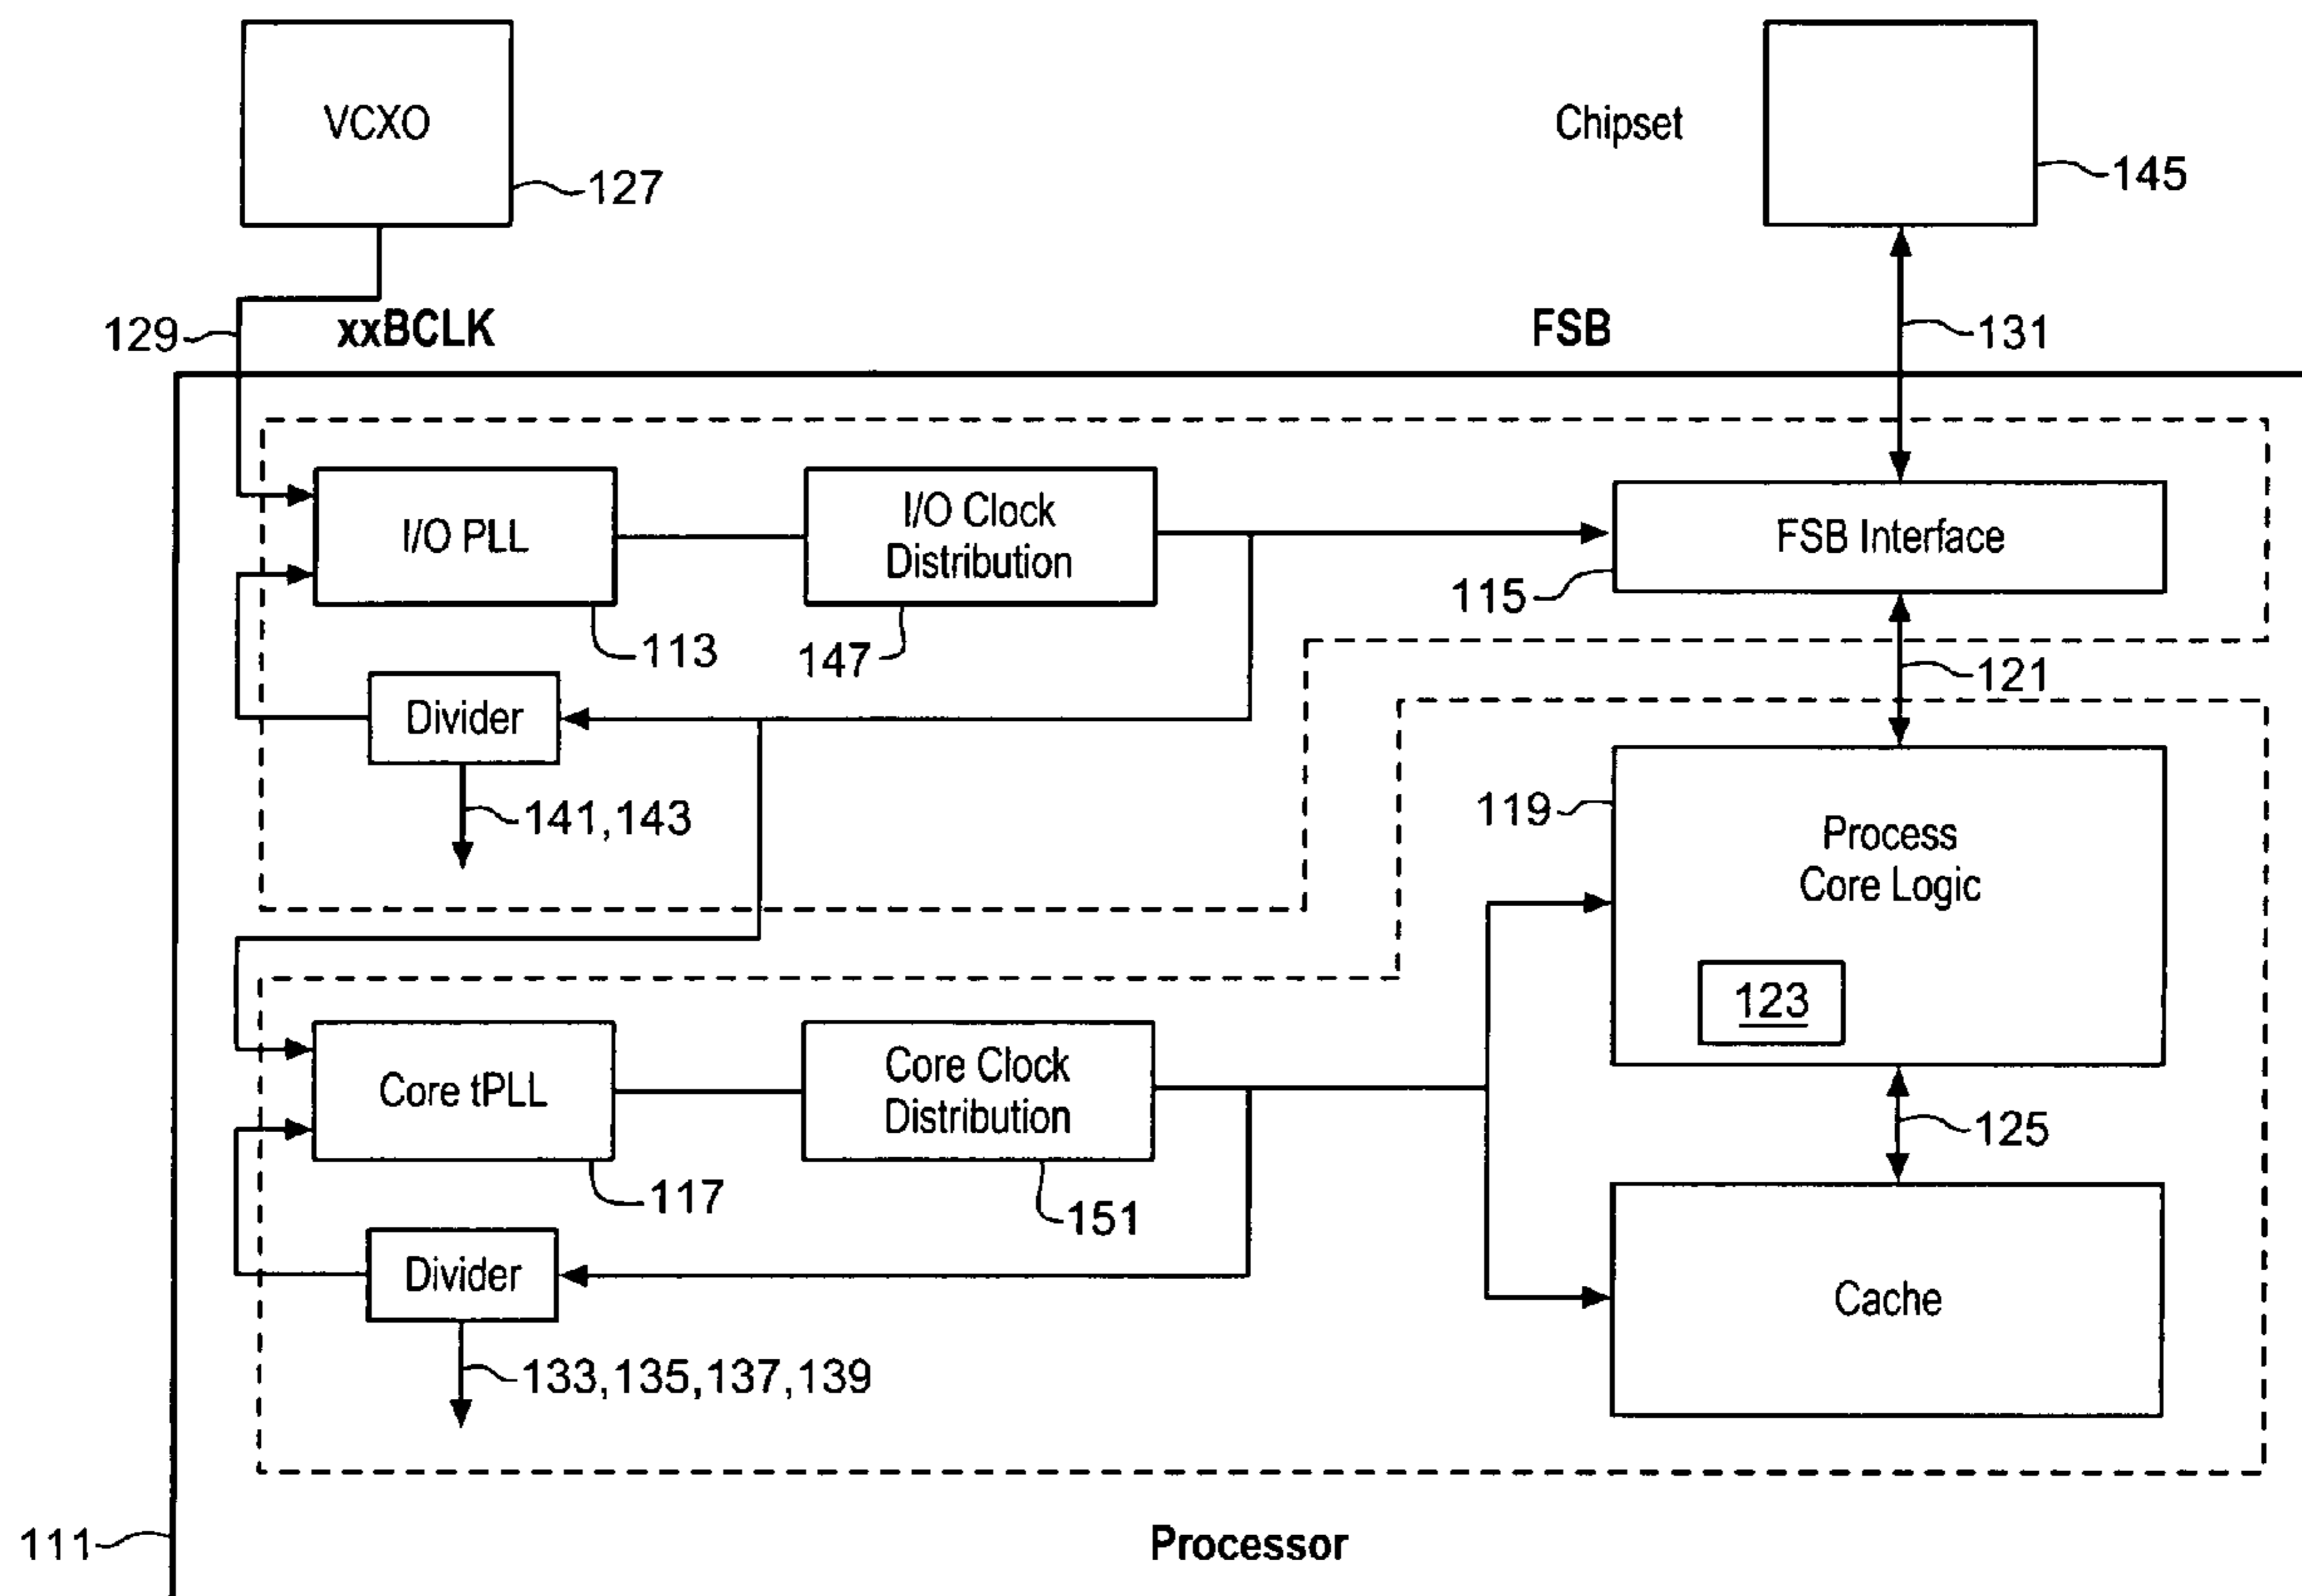 VCXO
127
Chipset
145
129
xxBCLK
FSB
131
I/O PLL
I/O Clock
Distribution
FSB Interface
115
113
147
121
Divider
141,143
119
Process
Core Logic
123
Core tPLL
Core Clock
Distribution
125
117
151
Divider
Cache
133,135,137,139
111
Processor